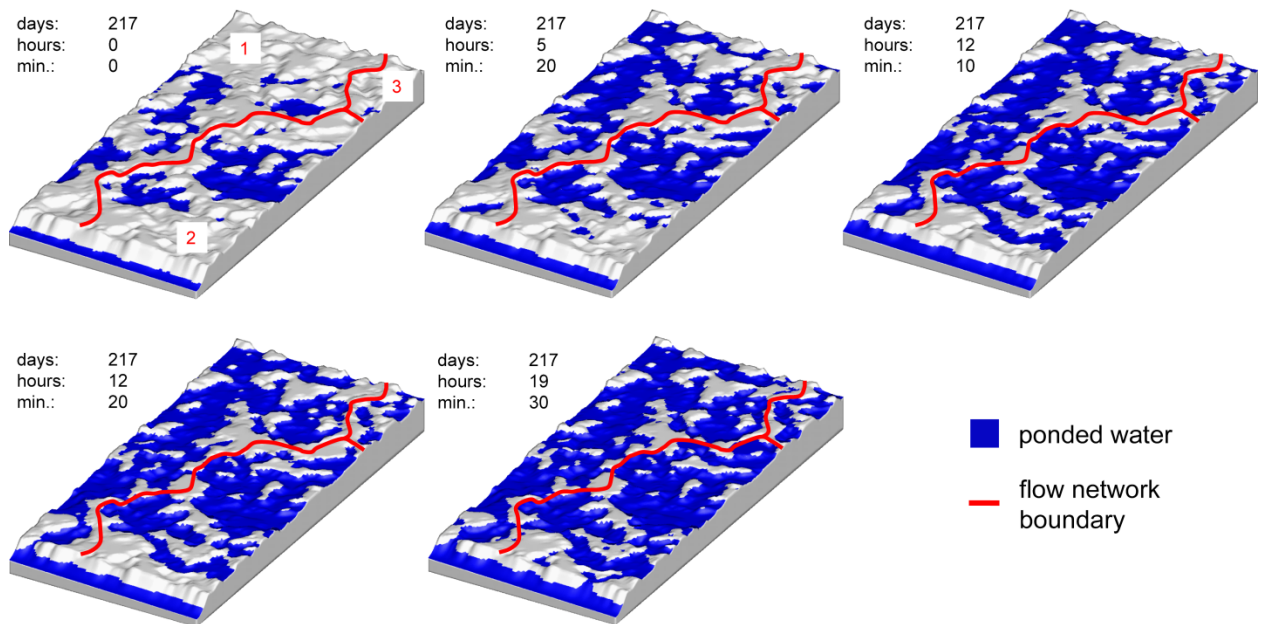 days: 217
hours: 0
min.: 0
1
3
2
days: 217
hours: 5
min.: 20
days: 217
hours: 12
min.: 10
days: 217
hours: 12
min.: 20
days: 217
hours: 19
min.: 30
ponded water
flow network
boundary